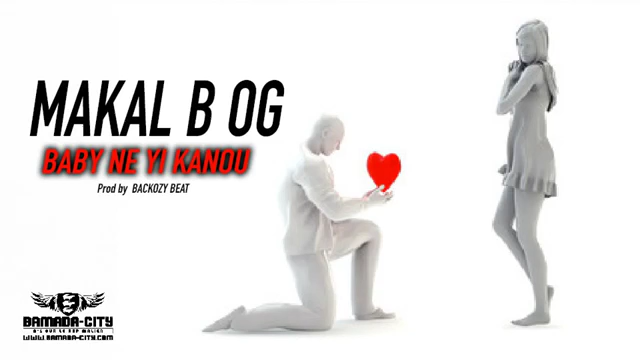 MAKAL B OG
BABY NE YI KANOU
Prod by BACKOZY BEAT
BAMADA-CITY
WWW.BAMADA-CITY.COM